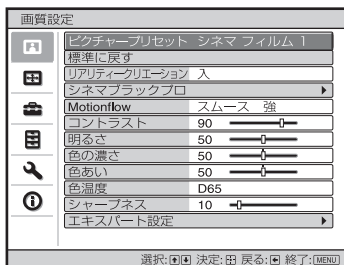 画質設定
ピクチャープリセット シネマ フィルム 1
標準に戻す
リアリティークリエーション 入
シネマブラックプロ
Motionflow スムース 強
コントラスト 90
明るさ 50
色の濃さ 50
色あい 50
色温度 D65
シャープネス 10
エキスパート設定
選択: 決定: 戻る: 終了: MENU